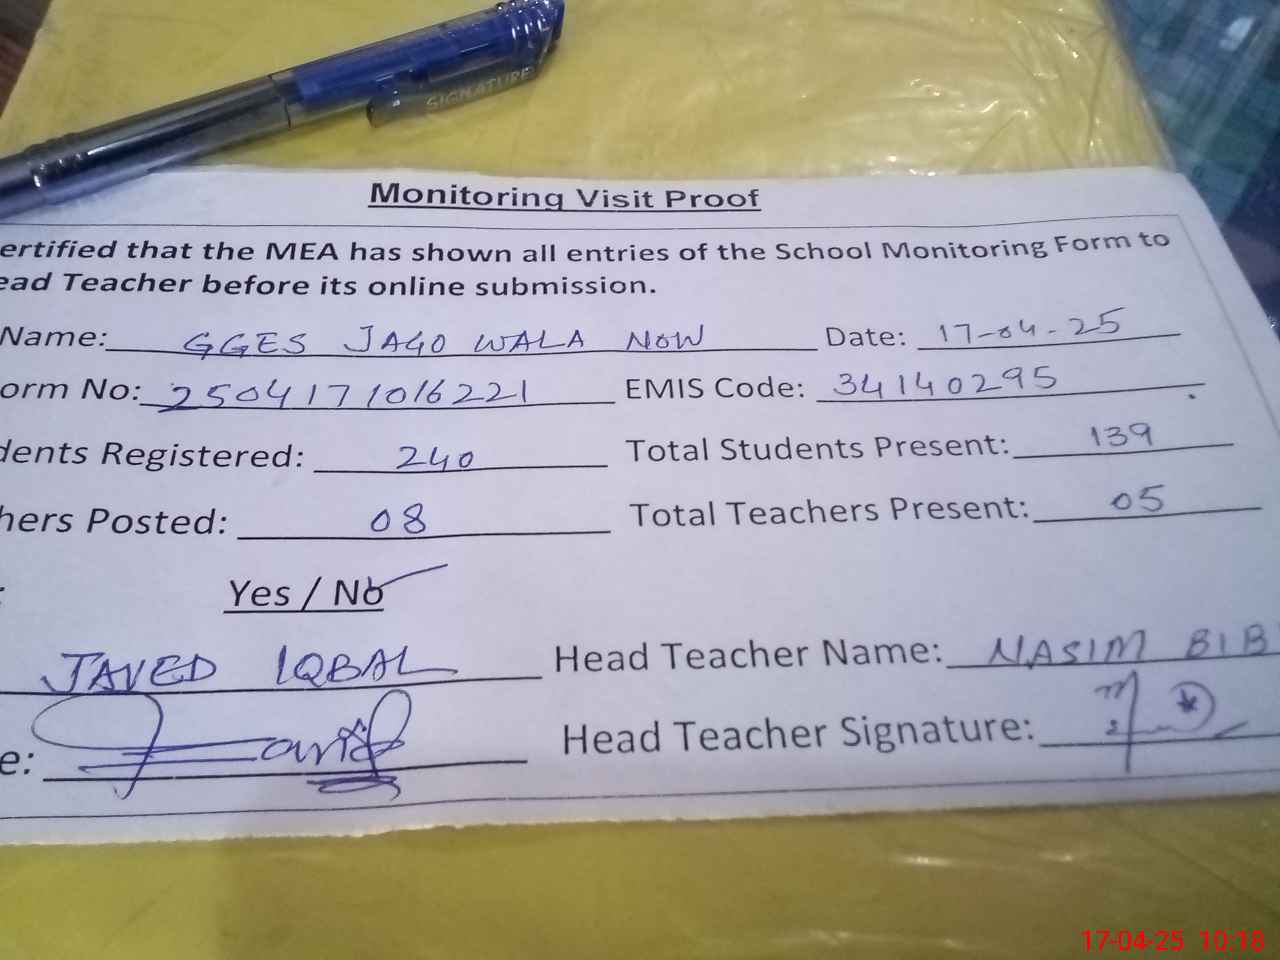 SIGNATURE
Monitoring Visit Proof
ertified that the MEA has shown all entries of the School Monitoring Form to
ead Teacher before its online submission.
Name: GGES JAGO WALA NOW Date: 17-04-25
orm No: 2504171016221 EMIS Code: 34140295
dents Registered: 240 Total Students Present: 139
hers Posted: 08 Total Teachers Present: 05
: Yes / No
JAVED IQBAL Head Teacher Name: NASIM BIB
e: Javid Head Teacher Signature:
17-04-25 10:18